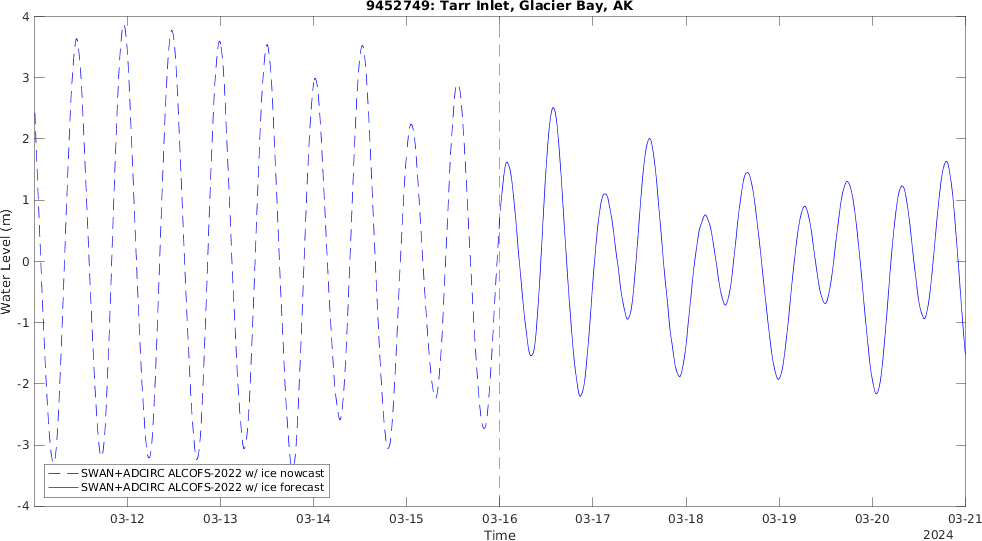 9452749: Tarr Inlet, Glacier Bay, AK
Water Level (m)
4
3
2
1
0
-1
-2
-3
-4
SWAN+ADCIRC ALCOFS-2022 w/ ice nowcast
SWAN+ADCIRC ALCOFS-2022 w/ ice forecast
03-12 03-13 03-14 03-15 03-16 03-17 03-18 03-19 03-20 03-21
Time
2024